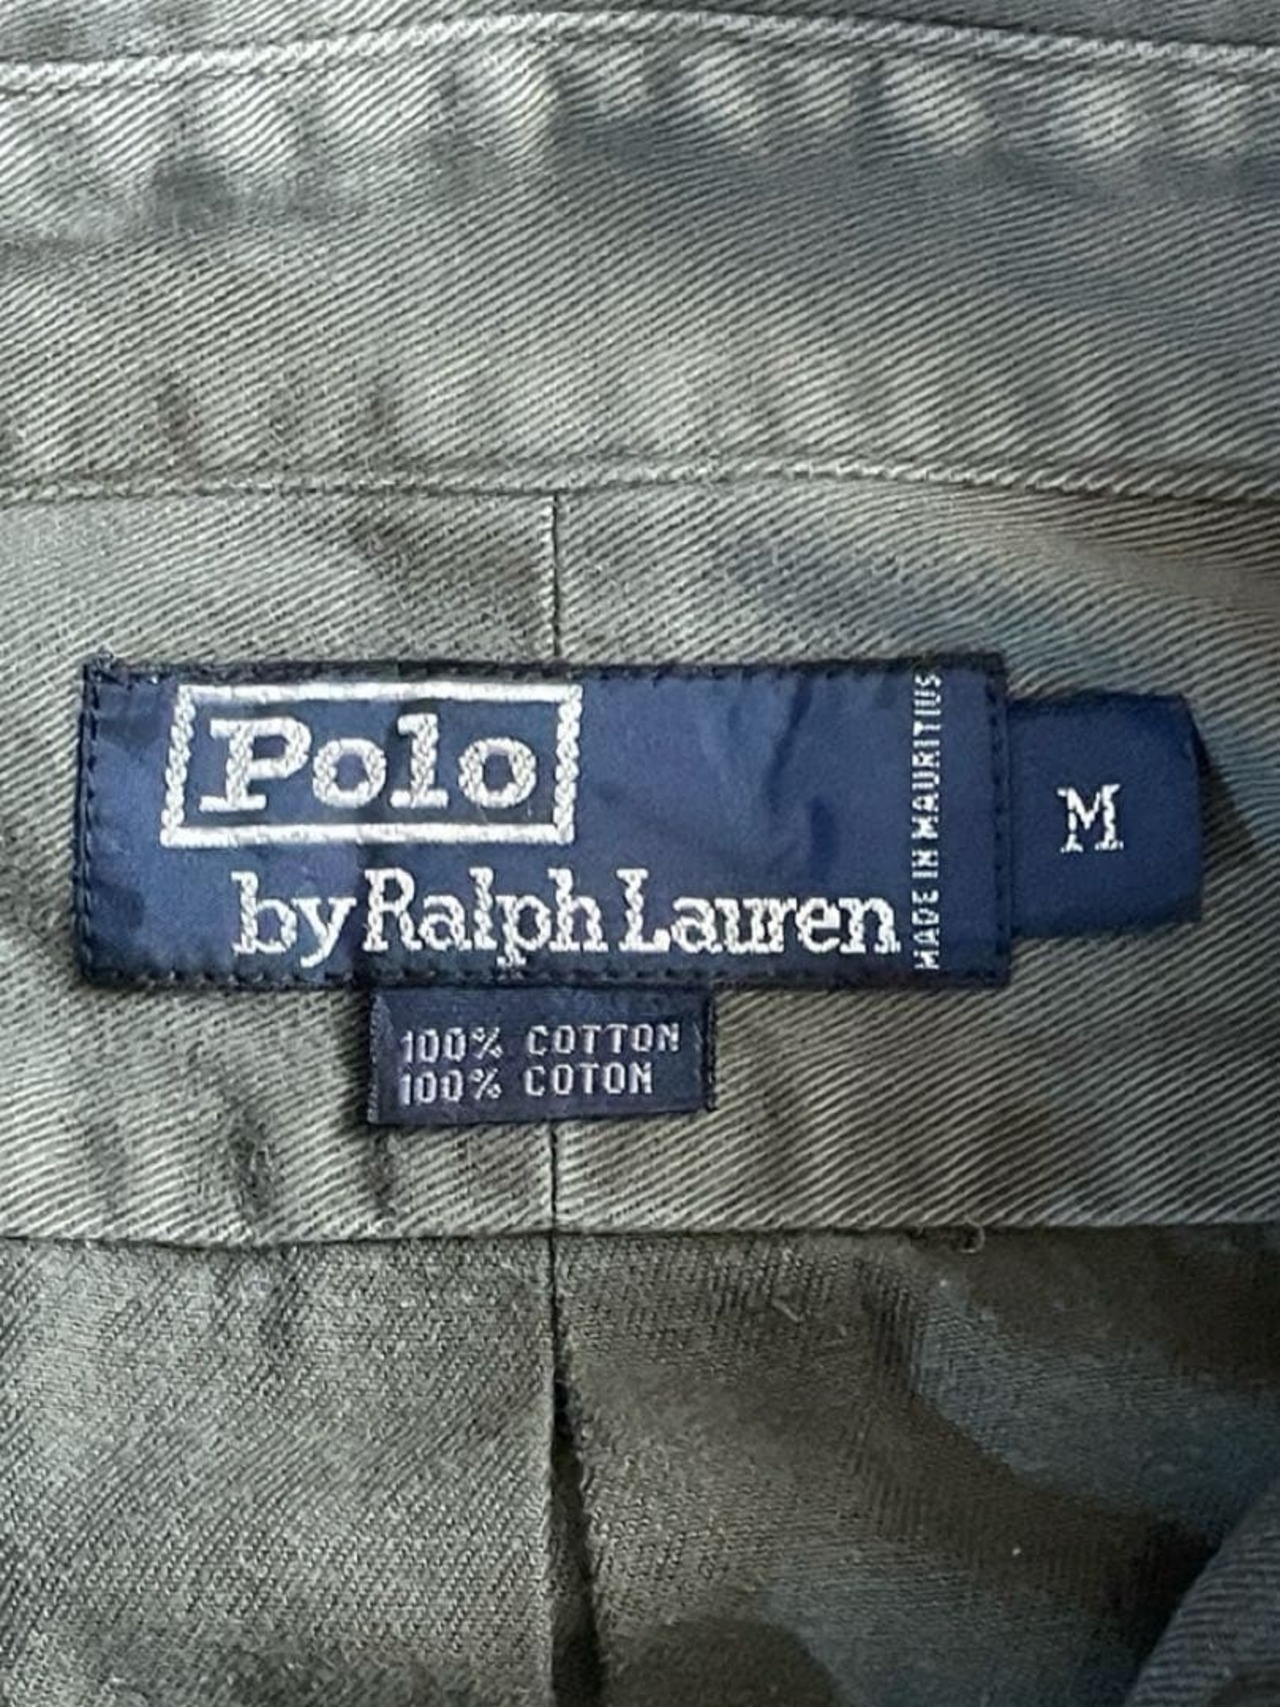 Polo
by Ralph Lauren
MADE IN MAURITIUS
M
100% COTTON
100% COTON